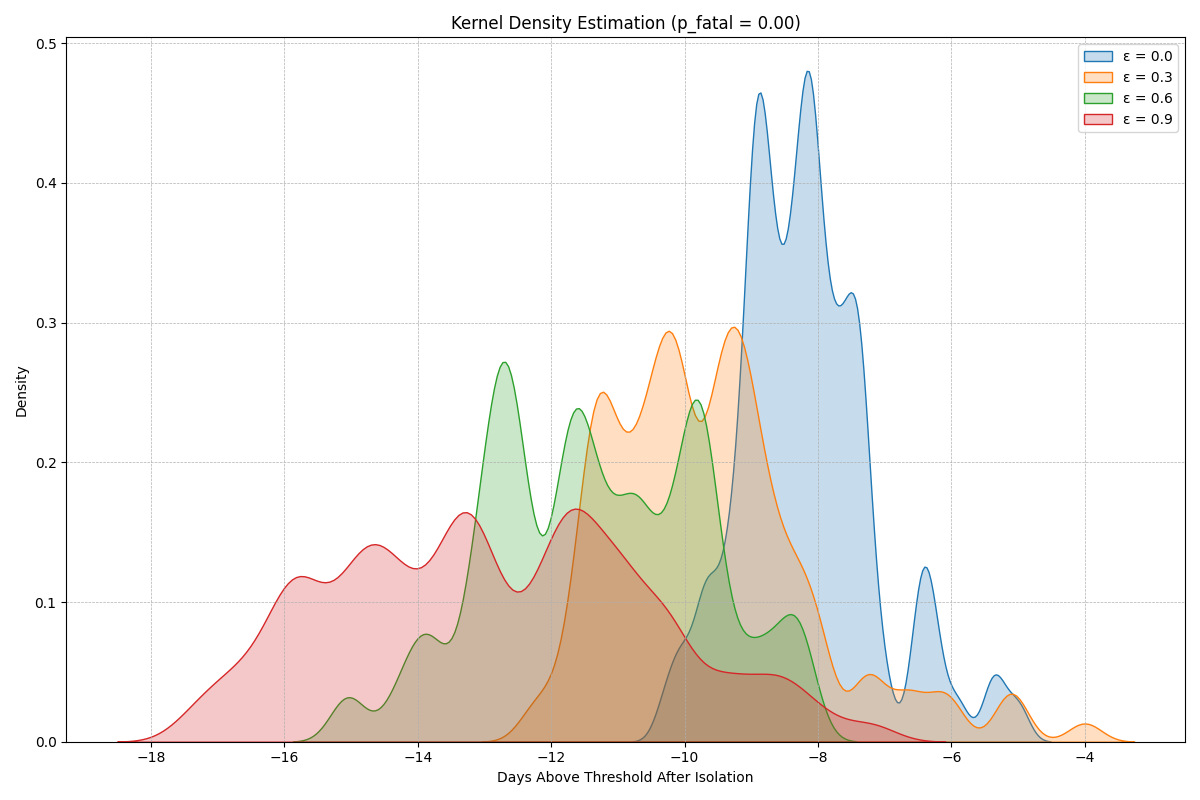 Kernel Density Estimation (p_fatal = 0.00)
ε = 0.0
ε = 0.3
ε = 0.6
ε = 0.9
Density
0.5
0.4
0.3
0.2
0.1
0.0
−18 −16 −14 −12 −10 −8 −6 −4
Days Above Threshold After Isolation